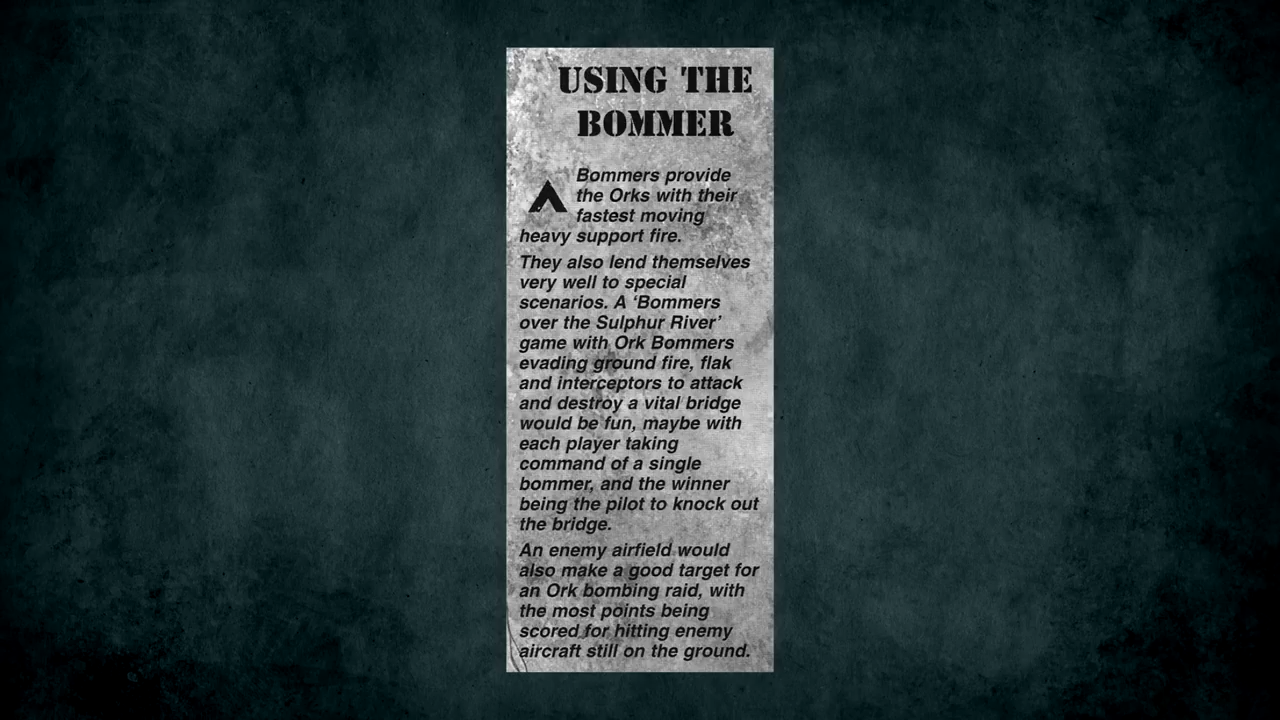 USING THE
BOMMER
Bommers provide
the Orks with their
fastest moving
heavy support fire.
They also lend themselves
very well to special
scenarios. A ‘Bommers
over the Sulphur River’
game with Ork Bommers
evading ground fire, flak
and interceptors to attack
and destroy a vital bridge
would be fun, maybe with
each player taking
command of a single
bommer, and the winner
being the pilot to knock out
the bridge.
An enemy airfield would
also make a good target for
an Ork bombing raid, with
the most points being
scored for hitting enemy
aircraft still on the ground.